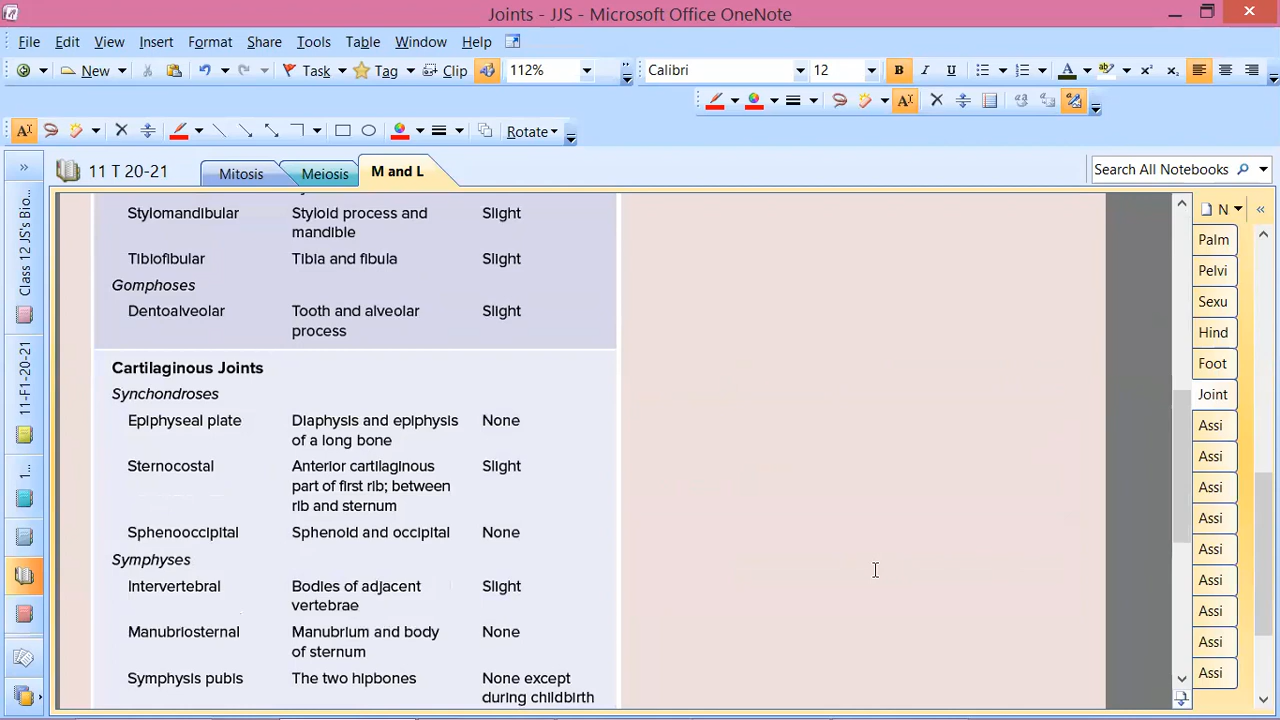 Joints - JJS - Microsoft Office OneNote
File Edit View Insert Format Share Tools Table Window Help
New Task Tag Clip 112% Calibri 12 B I U
Rotate
11 T 20-21 Mitosis Meiosis M and L Search All Notebooks
Class 12 JS's Bio...
11-F1-20-21
1...
N
Palm
Pelvi
Sexu
Hind
Foot
Joint
Assi
Assi
Assi
Assi
Assi
Assi
Assi
Assi
Assi
Stylomandibular Styloid process and Slight
mandible
Tibiofibular Tibia and fibula Slight
Gomphoses
Dentoalveolar Tooth and alveolar Slight
process
Cartilaginous Joints
Synchondroses
Epiphyseal plate Diaphysis and epiphysis None
of a long bone
Sternocostal Anterior cartilaginous Slight
part of first rib; between
rib and sternum
Sphenooccipital Sphenoid and occipital None
Symphyses
Intervertebral Bodies of adjacent Slight
vertebrae
Manubriosternal Manubrium and body None
of sternum
Symphysis pubis The two hipbones None except
during childbirth